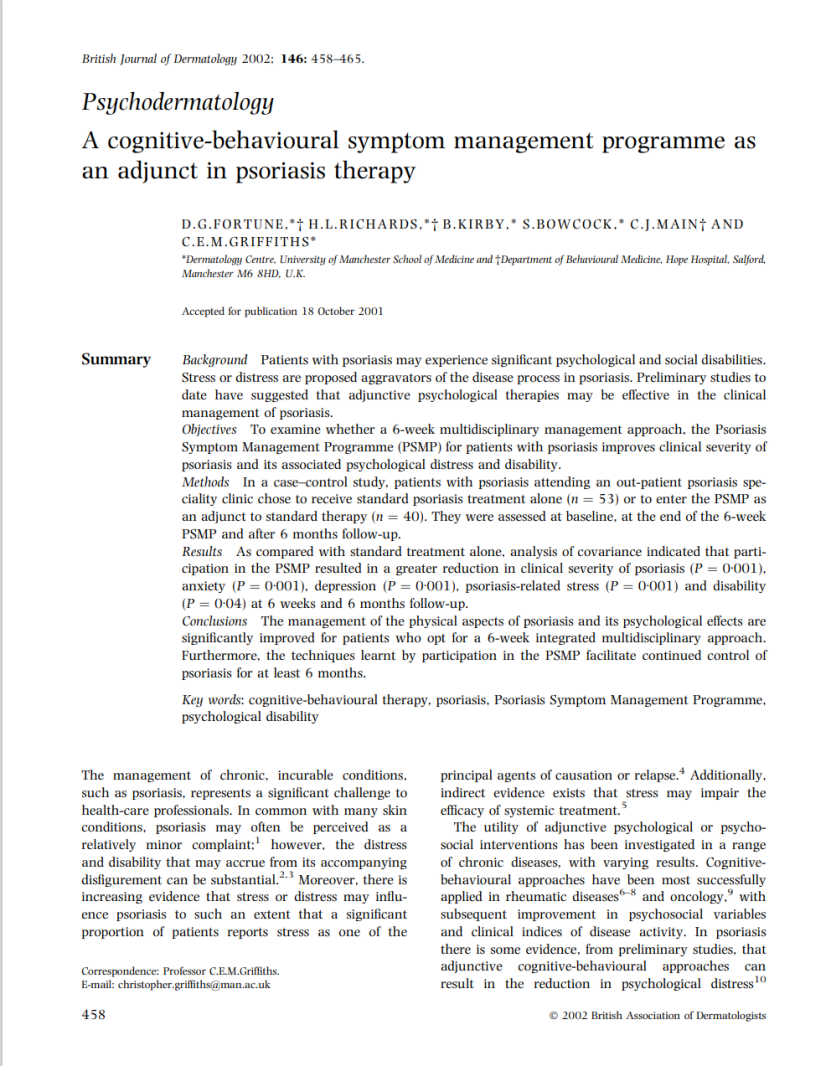 British Journal of Dermatology 2002; 146: 458–465.
Psychodermatology
A cognitive-behavioural symptom management programme as
an adjunct in psoriasis therapy
D.G.FORTUNE,*† H.L.RICHARDS,*† B.KIRBY,* S.BOWCOCK,* C.J.MAIN† AND
C.E.M.GRIFFITHS*
*Dermatology Centre, University of Manchester School of Medicine and †Department of Behavioural Medicine, Hope Hospital, Salford,
Manchester M6 8HD, U.K.
Accepted for publication 18 October 2001
Summary
Background Patients with psoriasis may experience significant psychological and social disabilities.
Stress or distress are proposed aggravators of the disease process in psoriasis. Preliminary studies to
date have suggested that adjunctive psychological therapies may be effective in the clinical
management of psoriasis.
Objectives To examine whether a 6-week multidisciplinary management approach, the Psoriasis
Symptom Management Programme (PSMP) for patients with psoriasis improves clinical severity of
psoriasis and its associated psychological distress and disability.
Methods In a case–control study, patients with psoriasis attending an out-patient psoriasis spe-
ciality clinic chose to receive standard psoriasis treatment alone (n = 53) or to enter the PSMP as
an adjunct to standard therapy (n = 40). They were assessed at baseline, at the end of the 6-week
PSMP and after 6 months follow-up.
Results As compared with standard treatment alone, analysis of covariance indicated that parti-
cipation in the PSMP resulted in a greater reduction in clinical severity of psoriasis (P = 0·001),
anxiety (P = 0·001), depression (P = 0·001), psoriasis-related stress (P = 0·001) and disability
(P = 0·04) at 6 weeks and 6 months follow-up.
Conclusions The management of the physical aspects of psoriasis and its psychological effects are
significantly improved for patients who opt for a 6-week integrated multidisciplinary approach.
Furthermore, the techniques learnt by participation in the PSMP facilitate continued control of
psoriasis for at least 6 months.
Key words: cognitive-behavioural therapy, psoriasis, Psoriasis Symptom Management Programme,
psychological disability
The management of chronic, incurable conditions,
such as psoriasis, represents a significant challenge to
health-care professionals. In common with many skin
conditions, psoriasis may often be perceived as a
relatively minor complaint;1 however, the distress
and disability that may accrue from its accompanying
disfigurement can be substantial.2,3 Moreover, there is
increasing evidence that stress or distress may influ-
ence psoriasis to such an extent that a significant
proportion of patients reports stress as one of the
Correspondence: Professor C.E.M.Griffiths.
E-mail: christopher.griffiths@man.ac.uk
principal agents of causation or relapse.4 Additionally,
indirect evidence exists that stress may impair the
efficacy of systemic treatment.5
The utility of adjunctive psychological or psycho-
social interventions has been investigated in a range
of chronic diseases, with varying results. Cognitive-
behavioural approaches have been most successfully
applied in rheumatic diseases6–8 and oncology,9 with
subsequent improvement in psychosocial variables
and clinical indices of disease activity. In psoriasis
there is some evidence, from preliminary studies, that
adjunctive cognitive-behavioural approaches can
result in the reduction in psychological distress10
458
© 2002 British Association of Dermatologists